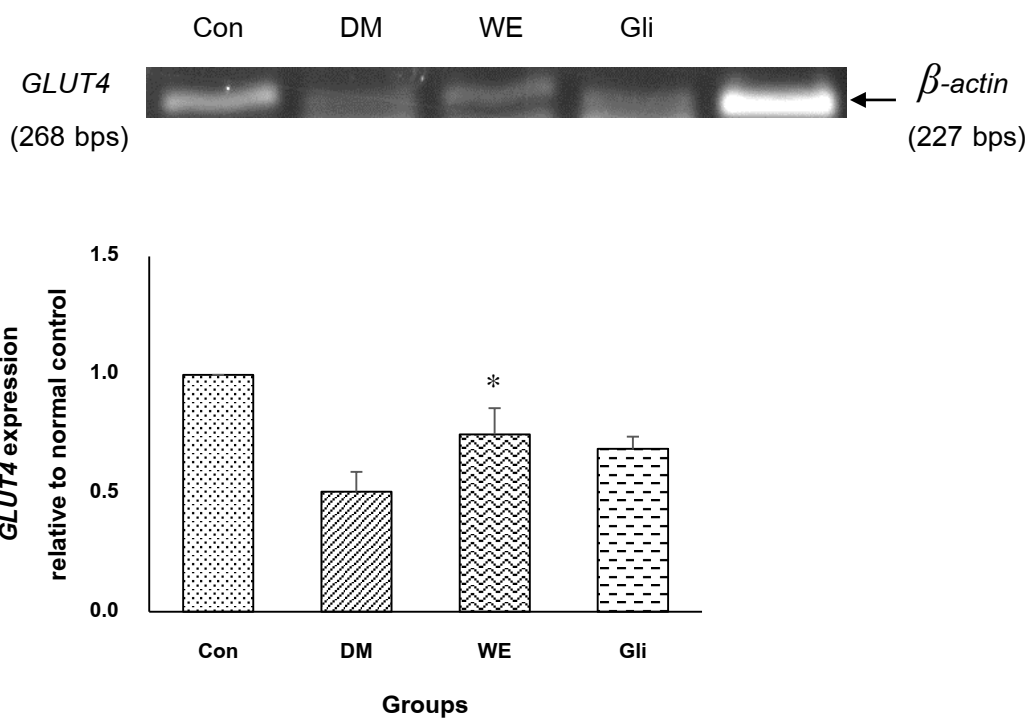 Con DM WE Gli
GLUT4
(268 bps)
β-actin
(227 bps)
GLUT4 expression
relative to normal control
1.5
1.0
0.5
0.0
*
Con DM WE Gli
Groups